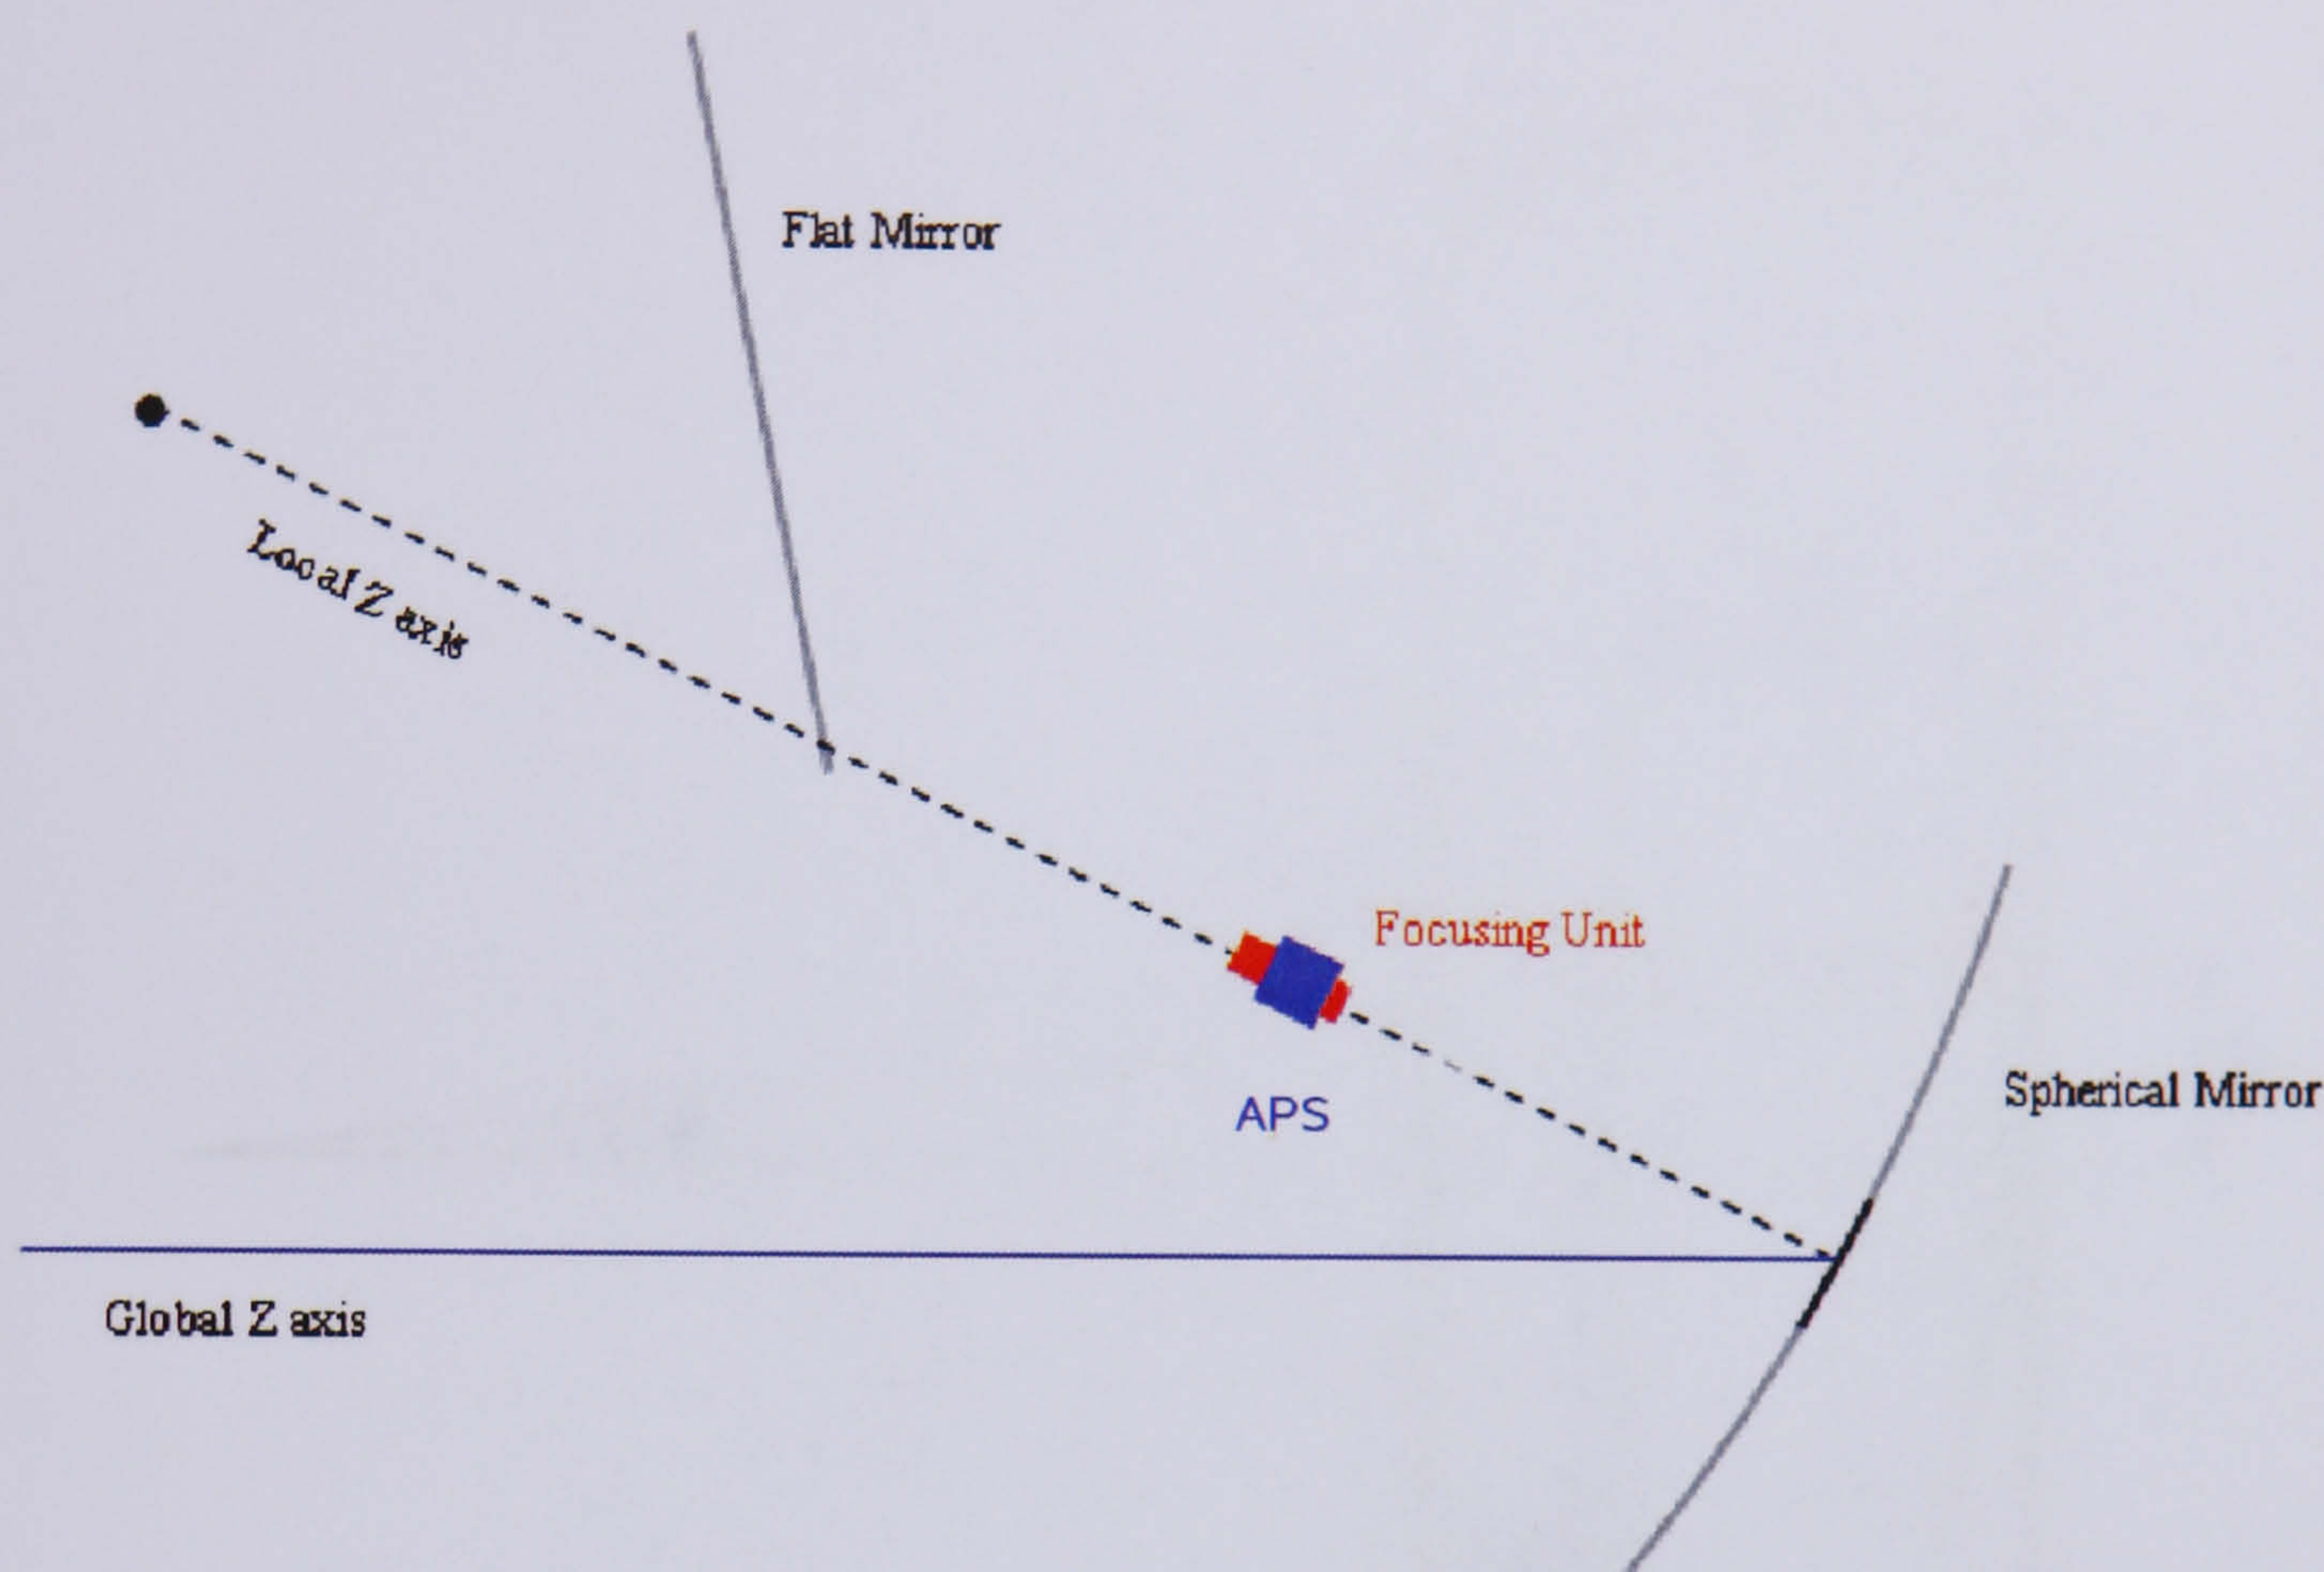 Flat Mirror
Local Z axis
Focusing Unit
APS
Spherical Mirror
Global Z axis